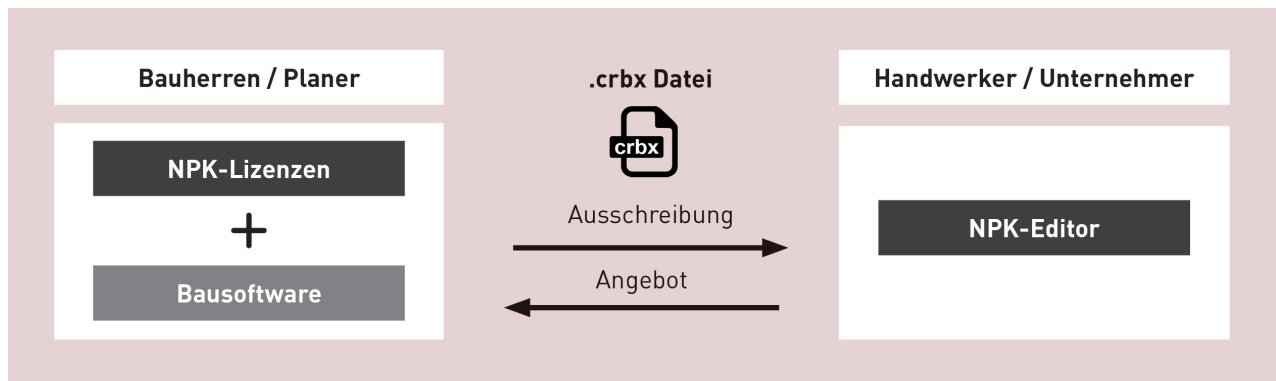 Bauherren / Planer
NPK-Lizenzen
+
Bausoftware
.crbx Datei
crbx
Ausschreibung
Angebot
Handwerker / Unternehmer
NPK-Editor